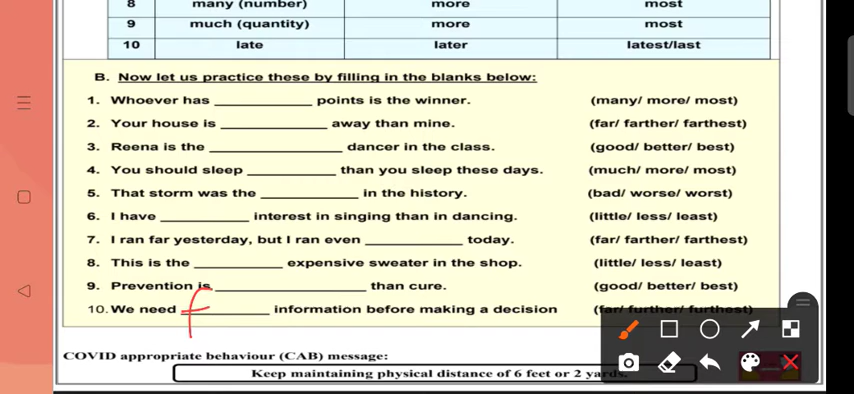 8 many (number) more most
9 much (quantity) more most
10 late later latest/last
B. Now let us practice these by filling in the blanks below:
1. Whoever has ____________ points is the winner. (many/ more/ most)
2. Your house is ____________ away than mine. (far/ farther/ farthest)
3. Reena is the ____________ dancer in the class. (good/ better/ best)
4. You should sleep ____________ than you sleep these days. (much/ more/ most)
5. That storm was the ____________ in the history. (bad/ worse/ worst)
6. I have ____________ interest in singing than in dancing. (little/ less/ least)
7. I ran far yesterday, but I ran even ____________ today. (far/ farther/ farthest)
8. This is the ____________ expensive sweater in the shop. (little/ less/ least)
9. Prevention is ____________ than cure. (good/ better/ best)
10. We need f____________ information before making a decision (far/ further/ furthest)
COVID appropriate behaviour (CAB) message:
Keep maintaining physical distance of 6 feet or 2 yards.